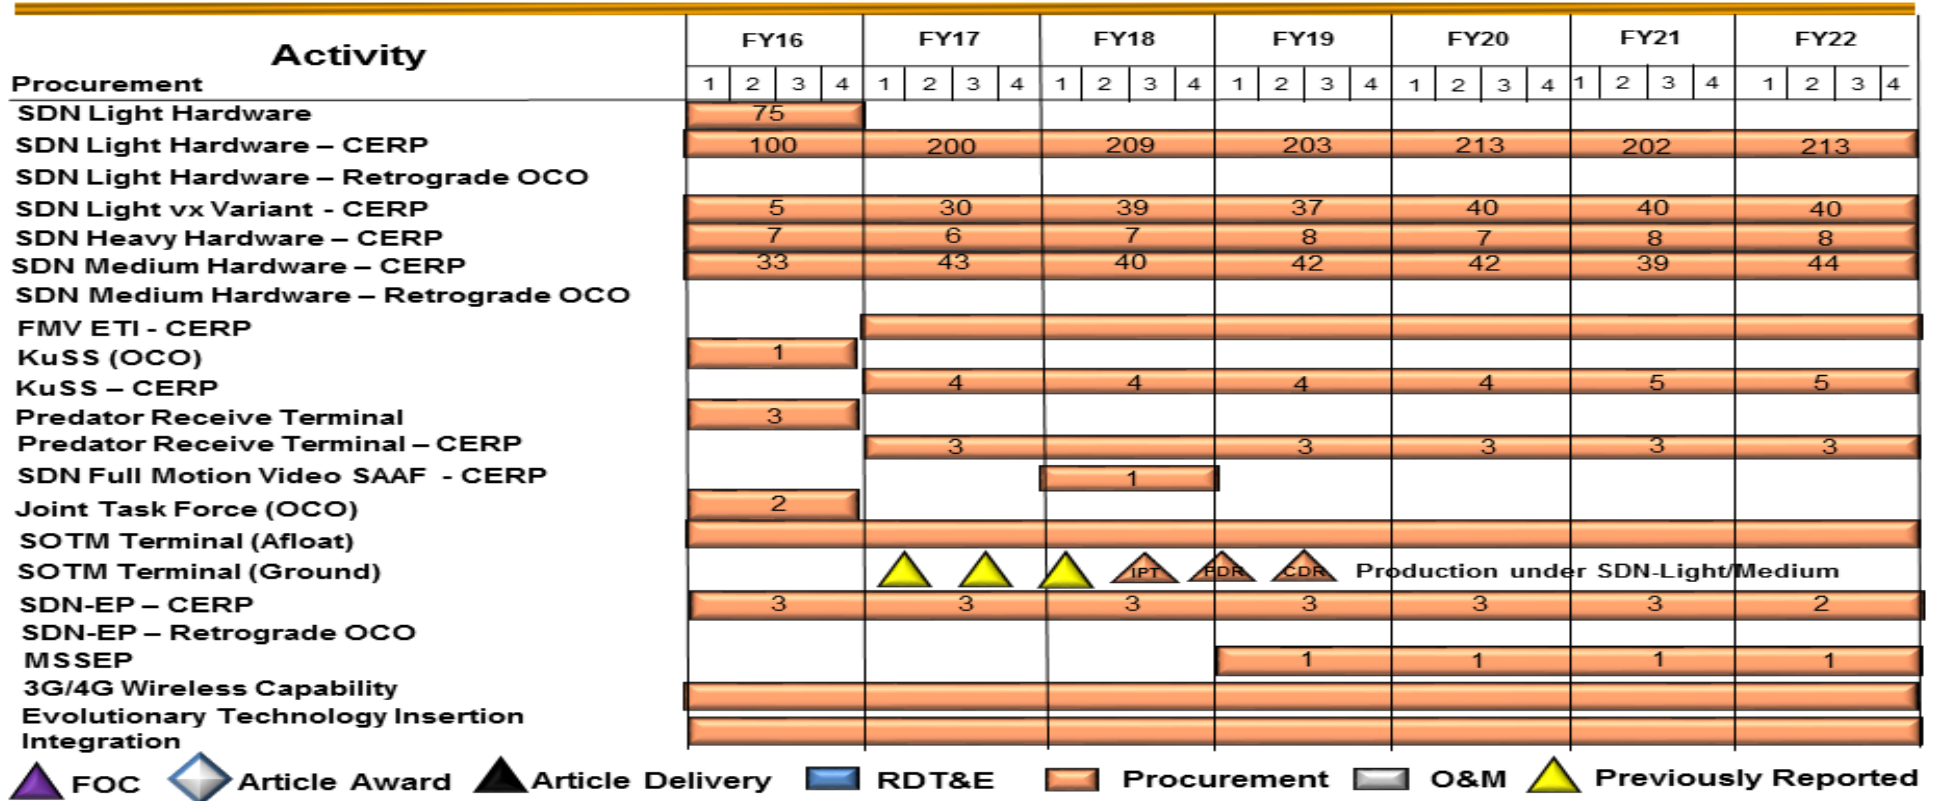 Activity FY16 FY17 FY18 FY19 FY20 FY21 FY22
Procurement 1 2 3 4 1 2 3 4 1 2 3 4 1 2 3 4 1 2 3 4 1 2 3 4 1 2 3 4
SDN Light Hardware 75
SDN Light Hardware – CERP 100 200 209 203 213 202 213
SDN Light Hardware – Retrograde OCO
SDN Light vx Variant - CERP 5 30 39 37 40 40 40
SDN Heavy Hardware – CERP 7 6 7 8 7 8 8
SDN Medium Hardware – CERP 33 43 40 42 42 39 44
SDN Medium Hardware – Retrograde OCO
FMV ETI - CERP
KuSS (OCO) 1
KuSS – CERP 4 4 4 4 5 5
Predator Receive Terminal 3
Predator Receive Terminal – CERP 3 3 3 3 3
SDN Full Motion Video SAAF - CERP 1
Joint Task Force (OCO) 2
SOTM Terminal (Afloat)
SOTM Terminal (Ground) IPT PDR CDR Production under SDN-Light/Medium
SDN-EP – CERP 3 3 3 3 3 3 2
SDN-EP – Retrograde OCO
MSSEP 1 1 1 1
3G/4G Wireless Capability
Evolutionary Technology Insertion
Integration
FOC Article Award Article Delivery RDT&E Procurement O&M Previously Reported